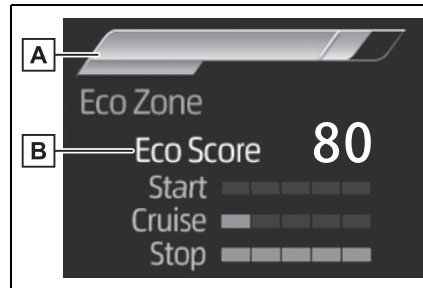 A
Eco Zone
B
Eco Score 80
Start
Cruise
Stop